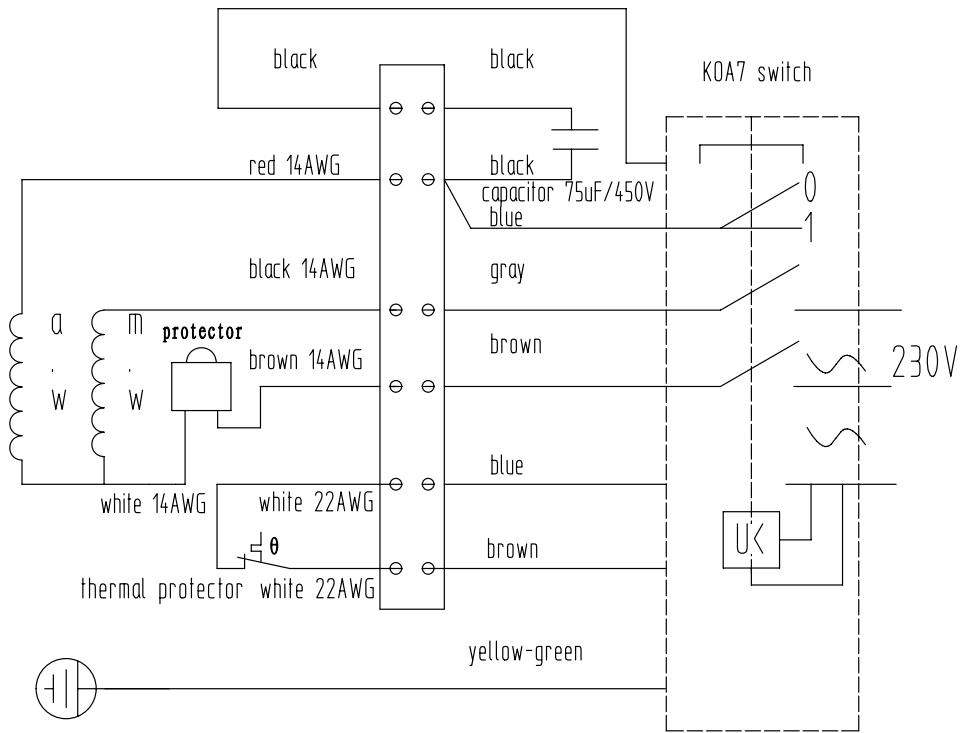 black
black
KOA7 switch
red 14AWG
black
capacitor 75uF/450V
0
blue
1
black 14AWG
gray
a.w
m.w
protector
brown 14AWG
brown
230V
white 14AWG
white 22AWG
blue
U<
θ
brown
thermal protector
white 22AWG
yellow-green